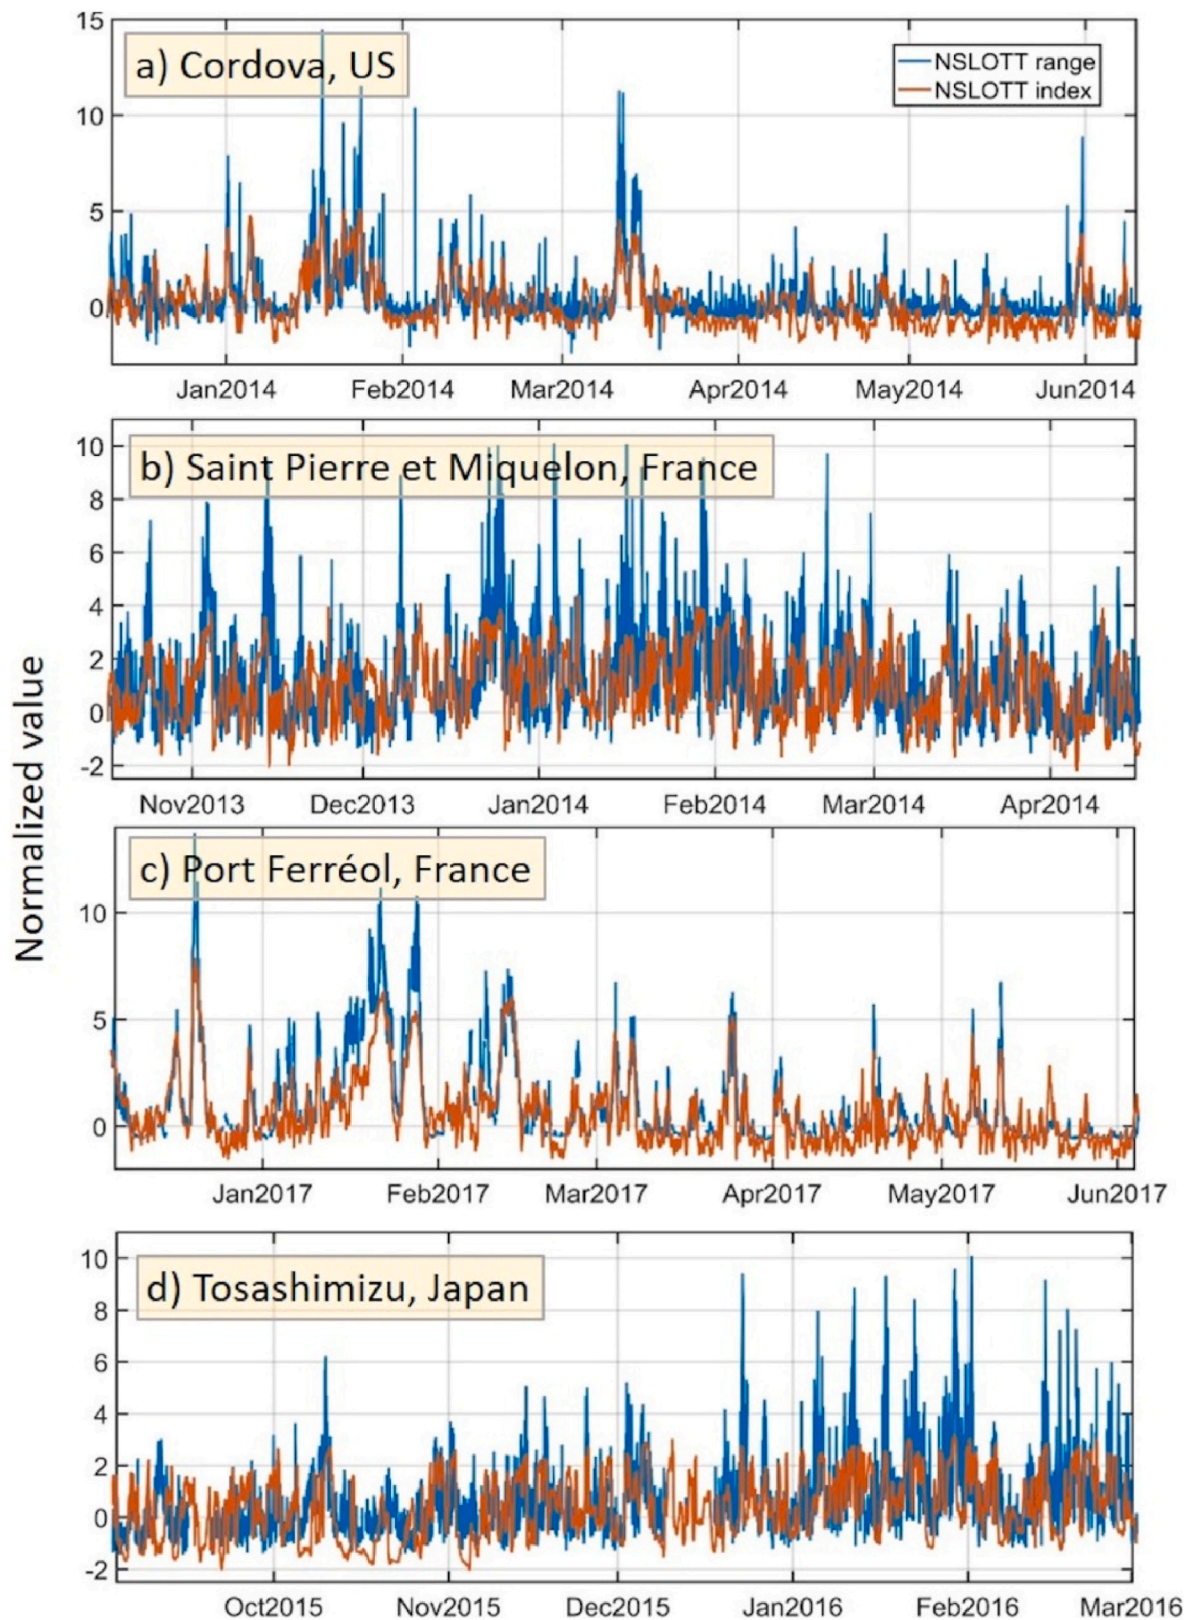 Normalized value
15
a) Cordova, US
NSLOTT range
NSLOTT index
10
5
0
Jan2014 Feb2014 Mar2014 Apr2014 May2014 Jun2014
10
b) Saint Pierre et Miquelon, France
8
6
4
2
0
-2
Nov2013 Dec2013 Jan2014 Feb2014 Mar2014 Apr2014
c) Port Ferréol, France
10
5
0
Jan2017 Feb2017 Mar2017 Apr2017 May2017 Jun2017
10
d) Tosashimizu, Japan
8
6
4
2
0
-2
Oct2015 Nov2015 Dec2015 Jan2016 Feb2016 Mar2016